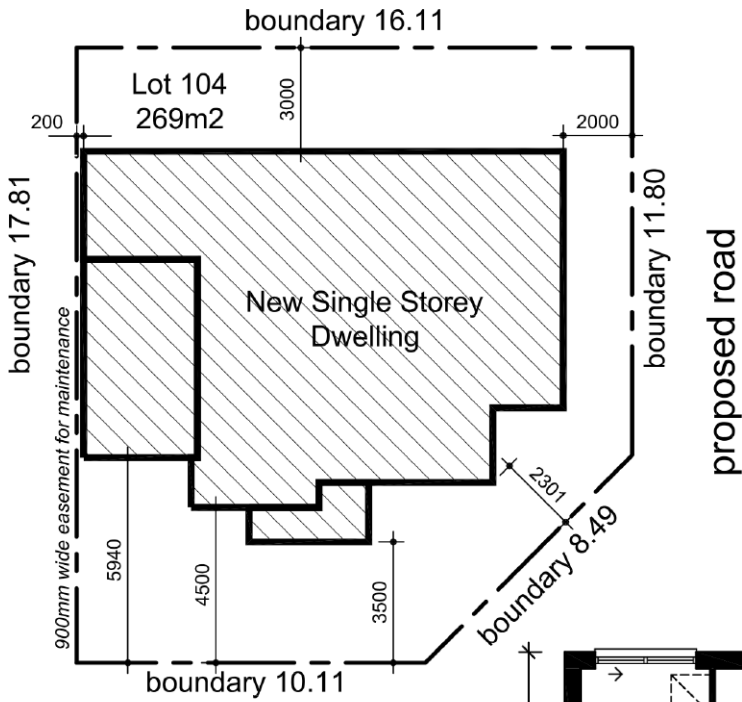 boundary 16.11
Lot 104
269m2
3000
200
2000
boundary 17.81
boundary 11.80
proposed road
New Single Storey
Dwelling
900mm wide easement for maintenance
2301
boundary 8.49
5940
4500
3500
boundary 10.11